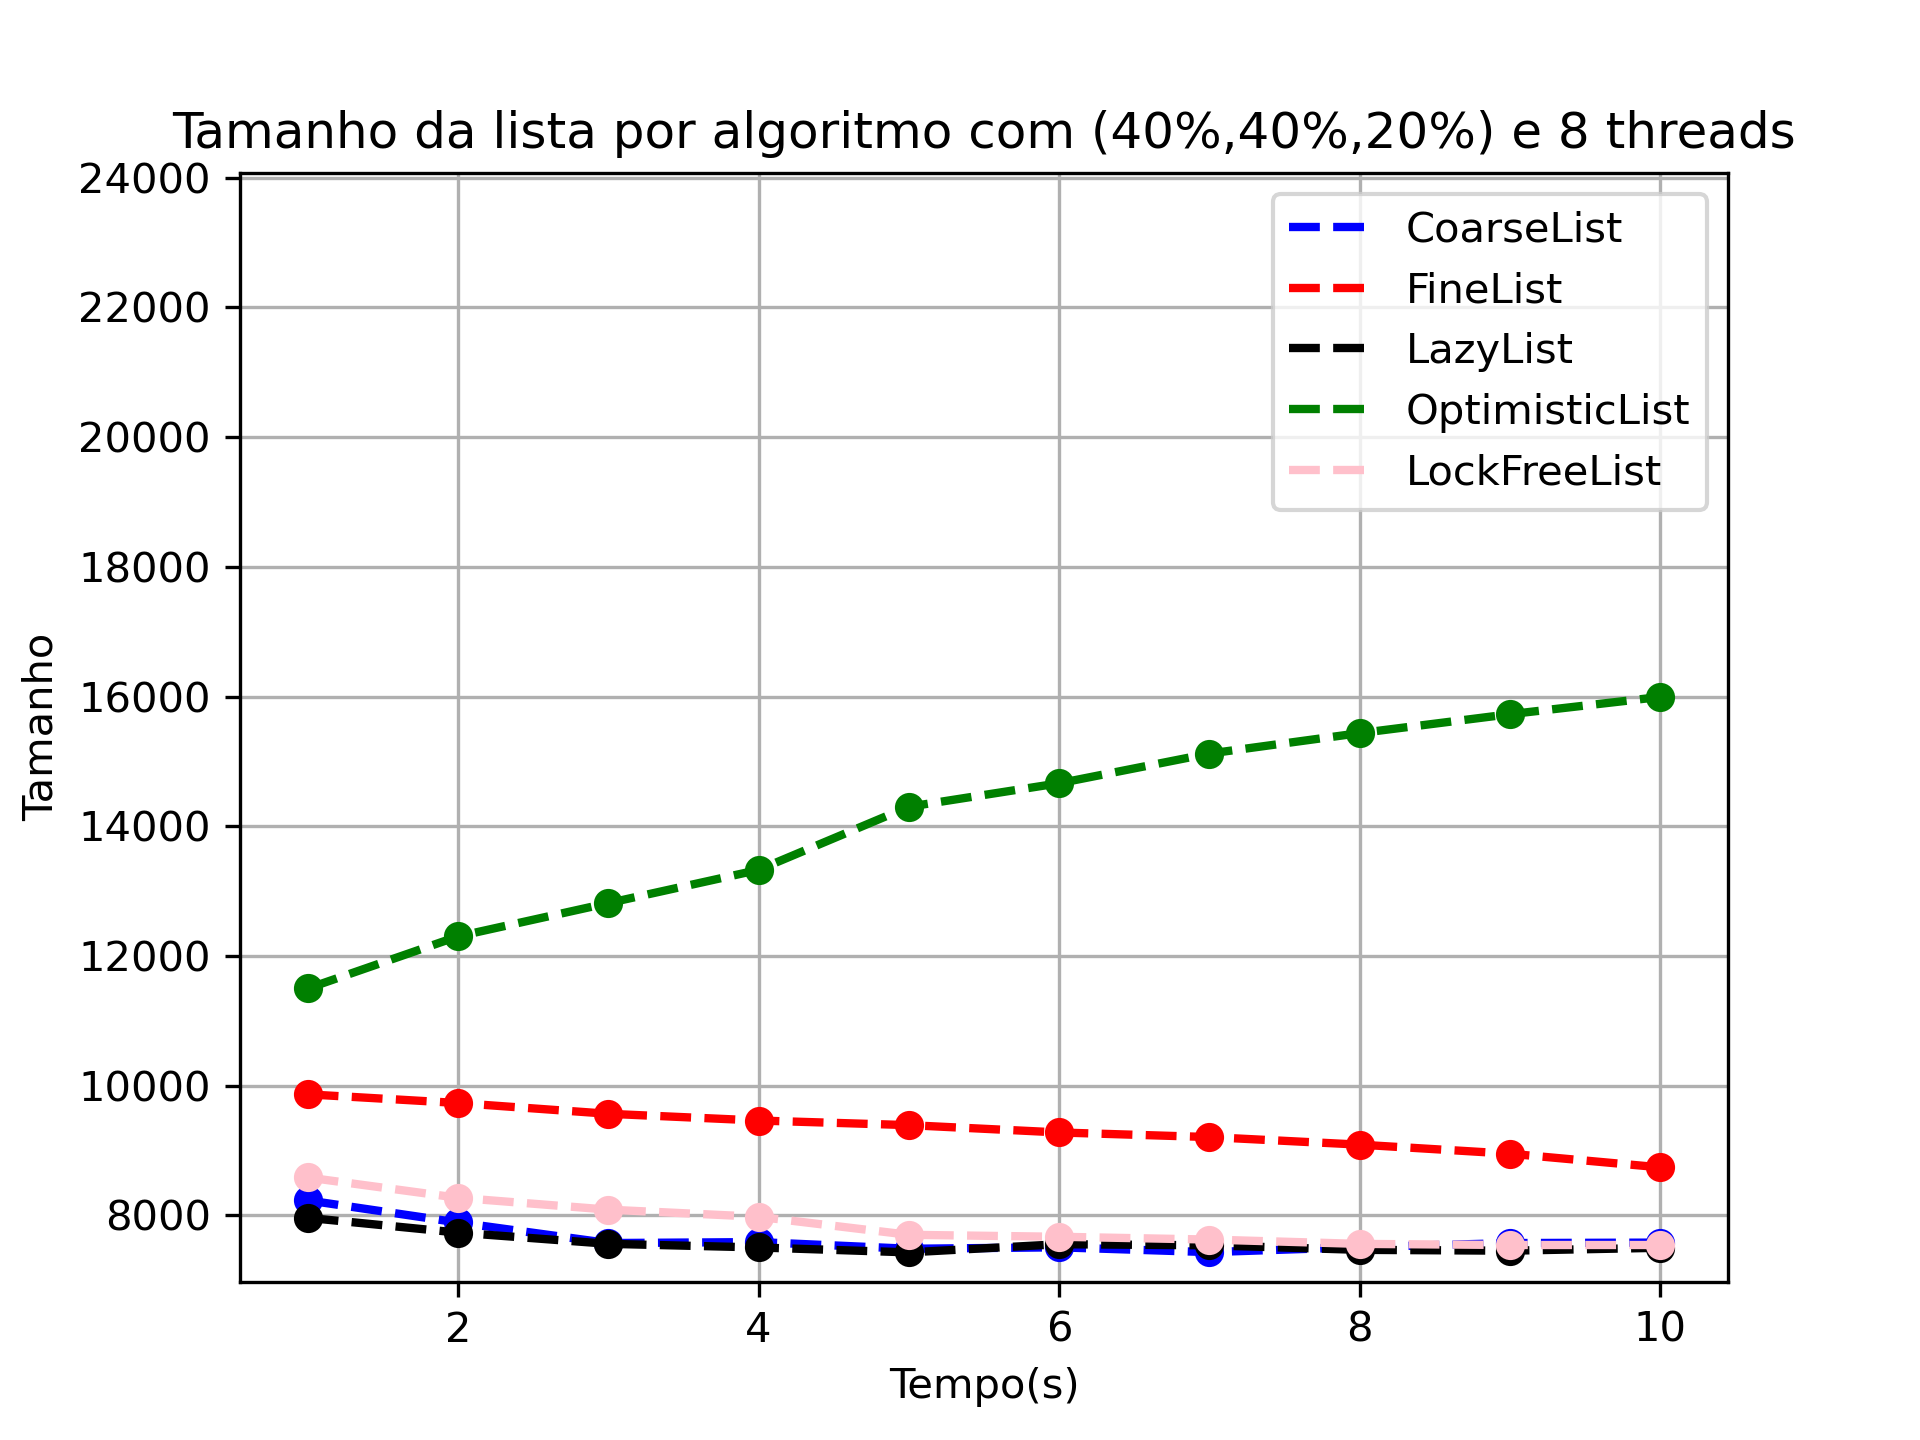 Tamanho da lista por algoritmo com (40%,40%,20%) e 8 threads
24000
22000
20000
18000
16000
14000
12000
10000
8000
Tamanho
CoarseList
FineList
LazyList
OptimisticList
LockFreeList
2 4 6 8 10
Tempo(s)